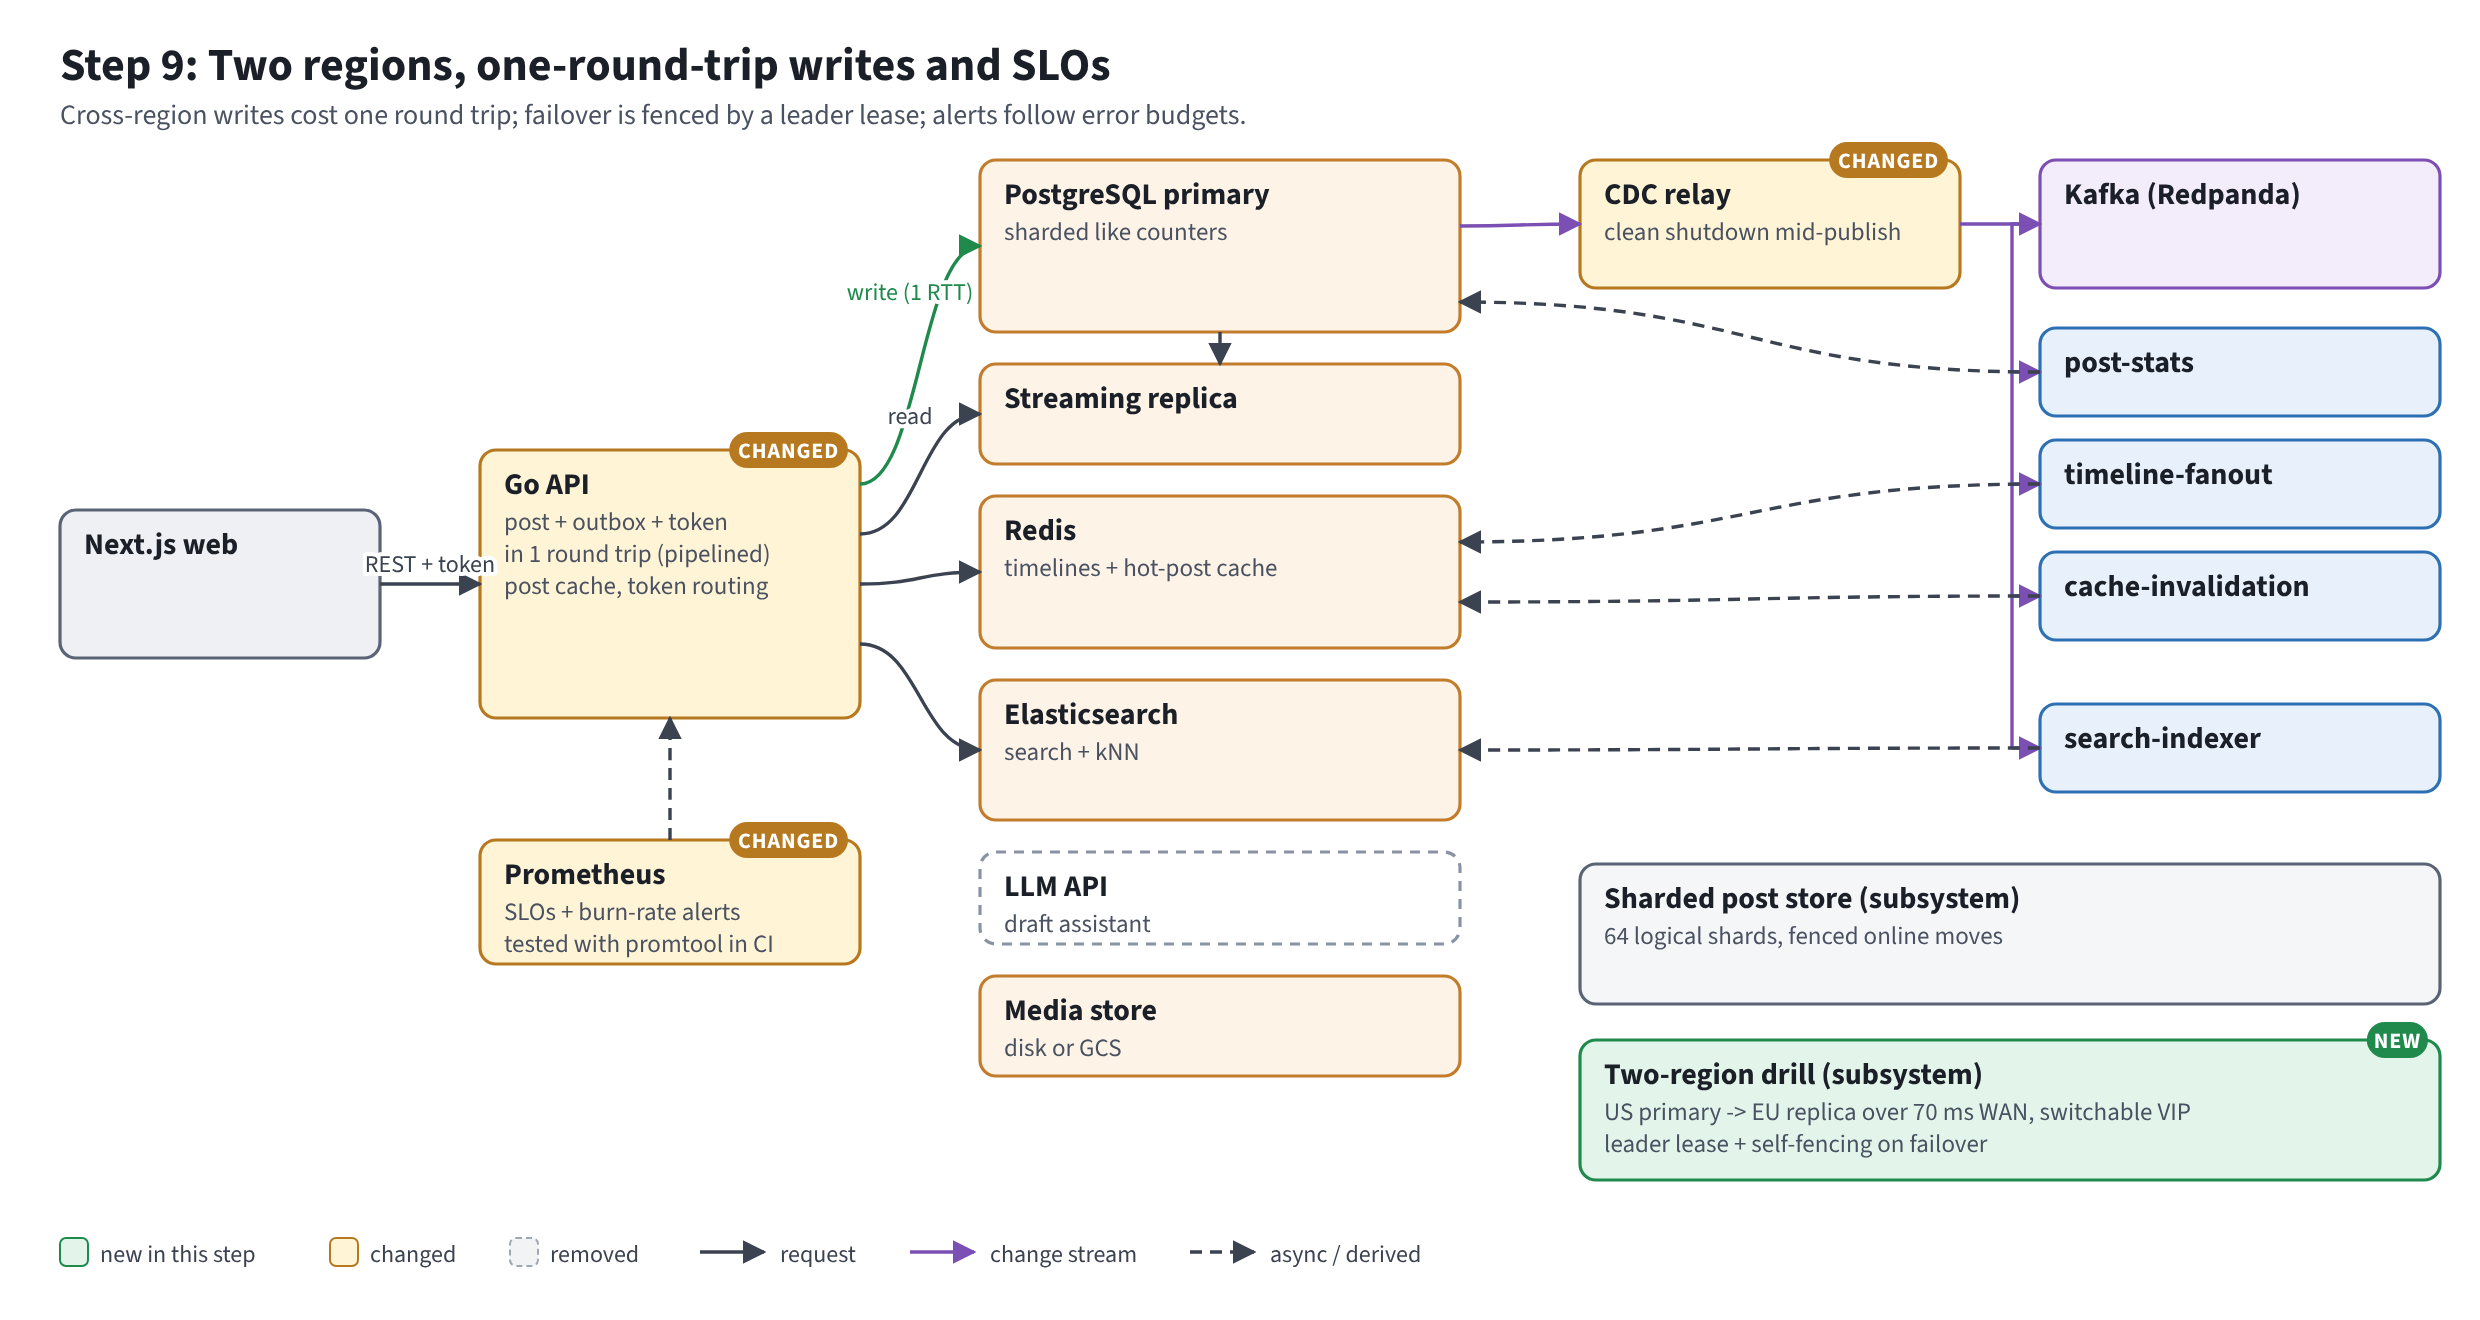 Step 9: Two regions, one-round-trip writes and SLOs
Cross-region writes cost one round trip; failover is fenced by a leader lease; alerts follow error budgets.
Next.js web
REST + token
CHANGED
Go API
post + outbox + token
in 1 round trip (pipelined)
post cache, token routing
CHANGED
Prometheus
SLOs + burn-rate alerts
tested with promtool in CI
write (1 RTT)
read
PostgreSQL primary
sharded like counters
Streaming replica
Redis
timelines + hot-post cache
Elasticsearch
search + kNN
LLM API
draft assistant
Media store
disk or GCS
CHANGED
CDC relay
clean shutdown mid-publish
Kafka (Redpanda)
post-stats
timeline-fanout
cache-invalidation
search-indexer
Sharded post store (subsystem)
64 logical shards, fenced online moves
NEW
Two-region drill (subsystem)
US primary -> EU replica over 70 ms WAN, switchable VIP
leader lease + self-fencing on failover
new in this step
changed
removed
request
change stream
async / derived